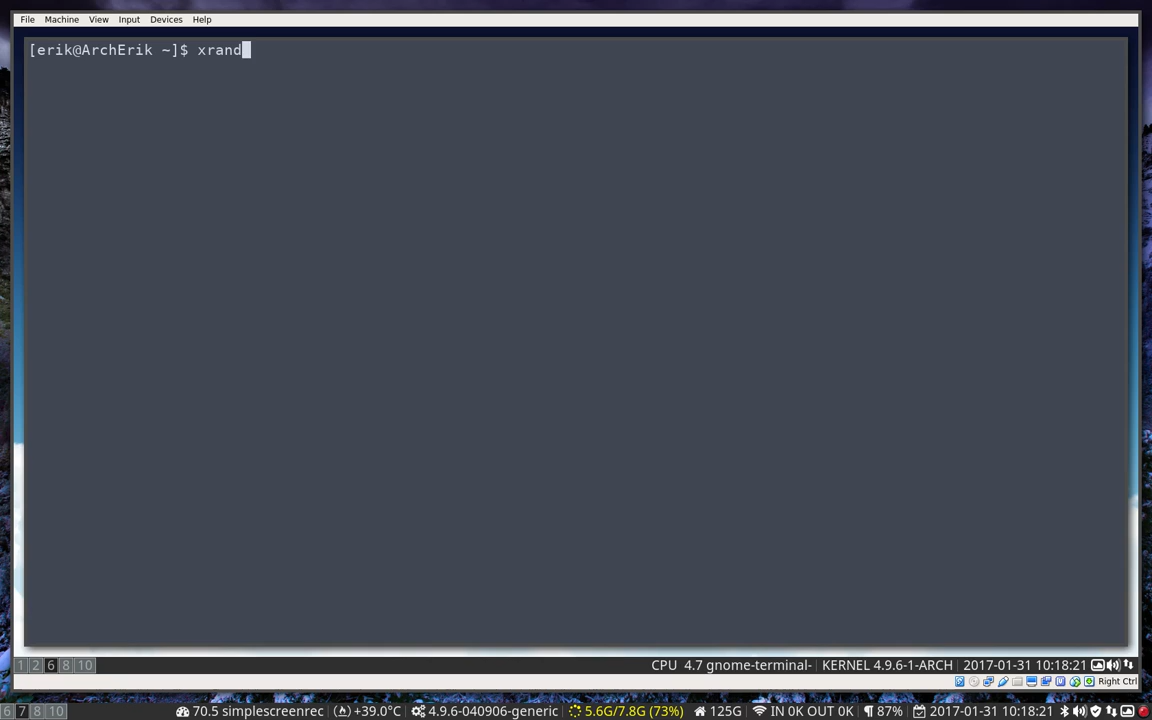 File Machine View Input Devices Help
[erik@ArchErik ~]$ xrand
1 2 6 8 10 CPU 4.7 gnome-terminal- KERNEL 4.9.6-1-ARCH 2017-01-31 10:18:21
Right Ctrl
6 7 8 10 70.5 simplescreenrec +39.0°C 4.9.6-040906-generic 5.6G/7.8G (73%) 125G IN 0K OUT 0K ¶ 87% 2017-01-31 10:18:21